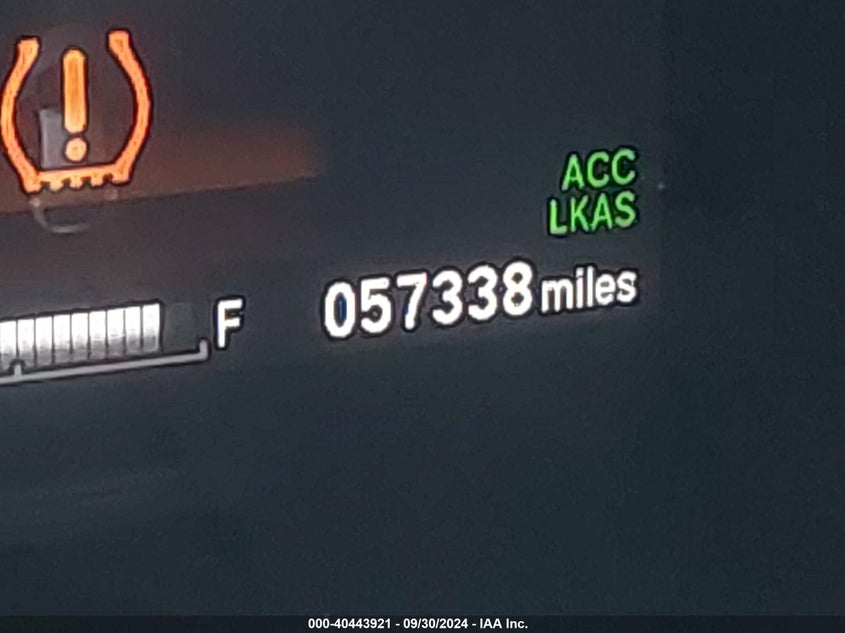 ACC
LKAS
F
057338 miles
000-40443921 - 09/30/2024 - IAA Inc.